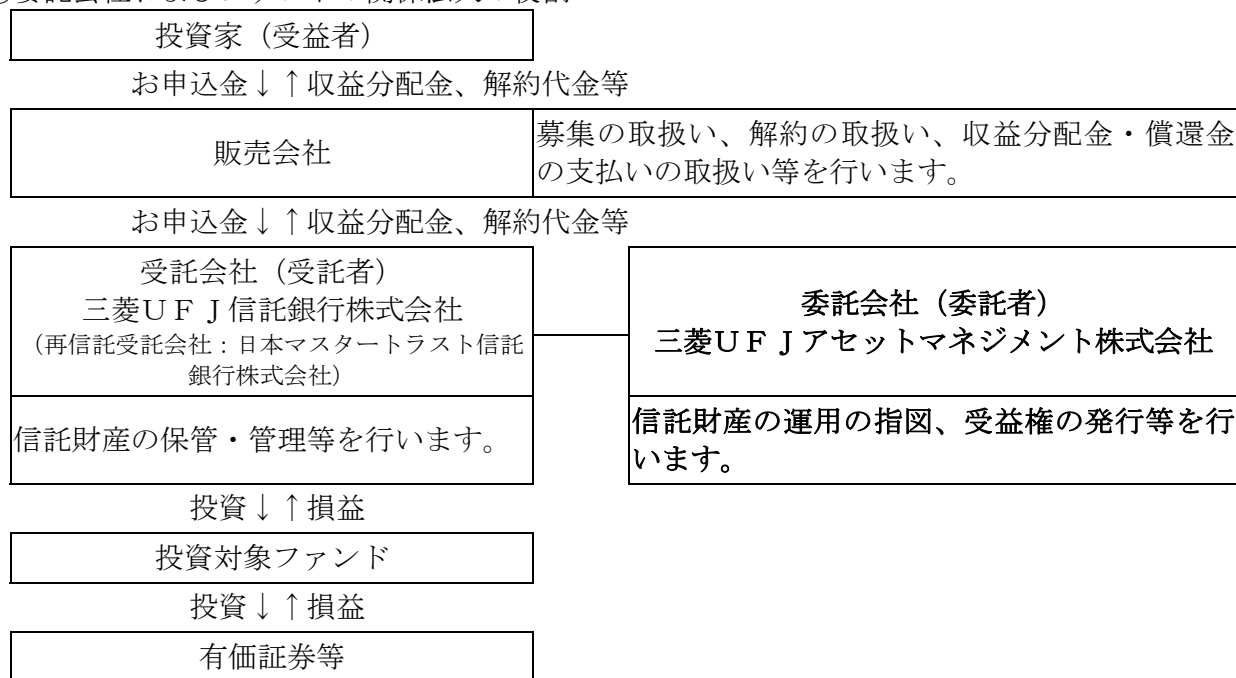 投資家（受益者）
お申込金↓↑収益分配金、解約代金等
販売会社
募集の取扱い、解約の取扱い、収益分配金・償還金
の支払いの取扱い等を行います。
お申込金↓↑収益分配金、解約代金等
受託会社（受託者）
三菱ＵＦＪ信託銀行株式会社
（再信託受託会社：日本マスタートラスト信託
銀行株式会社）
信託財産の保管・管理等を行います。
委託会社（委託者）
三菱ＵＦＪアセットマネジメント株式会社
信託財産の運用の指図、受益権の発行等を行
います。
投資↓↑損益
投資対象ファンド
投資↓↑損益
有価証券等